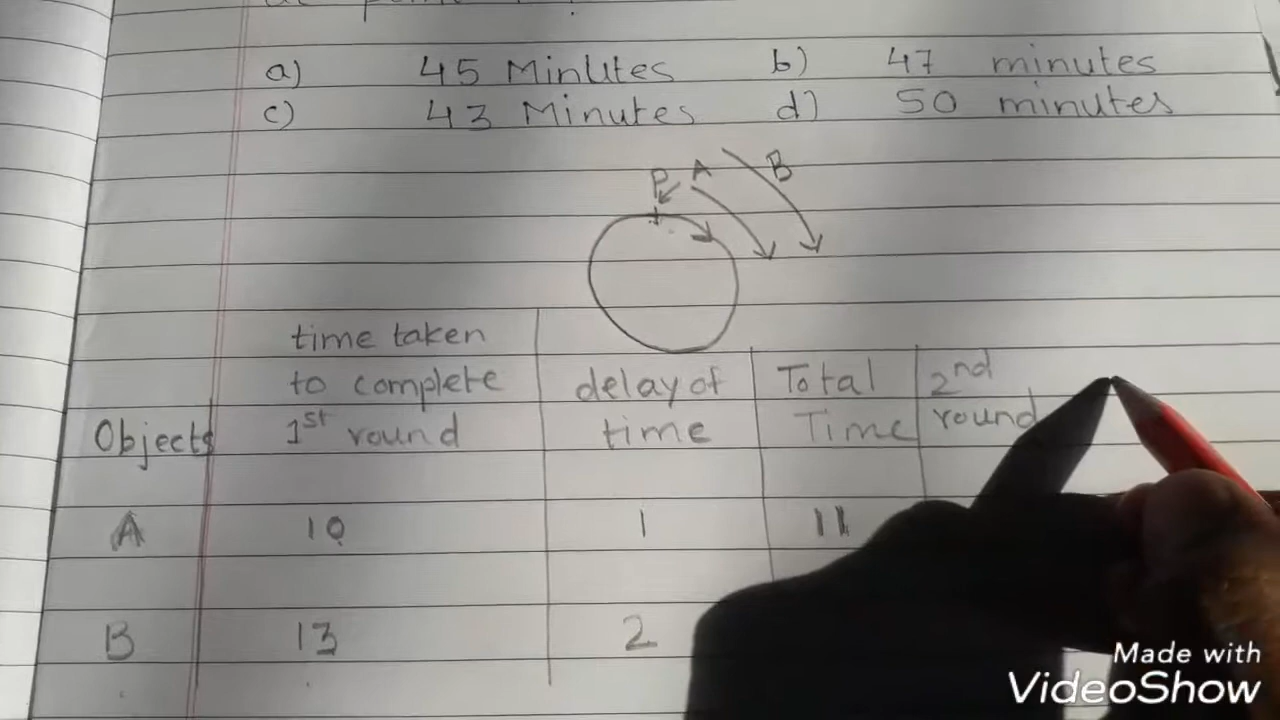 a) 45 Minutes b) 47 minutes
c) 43 Minutes d) 50 minutes
P A B
time taken
to complete delay of Total 2nd
Objects 1st round time Time round
A 10 1 11
B 13 2
Made with
VideoShow